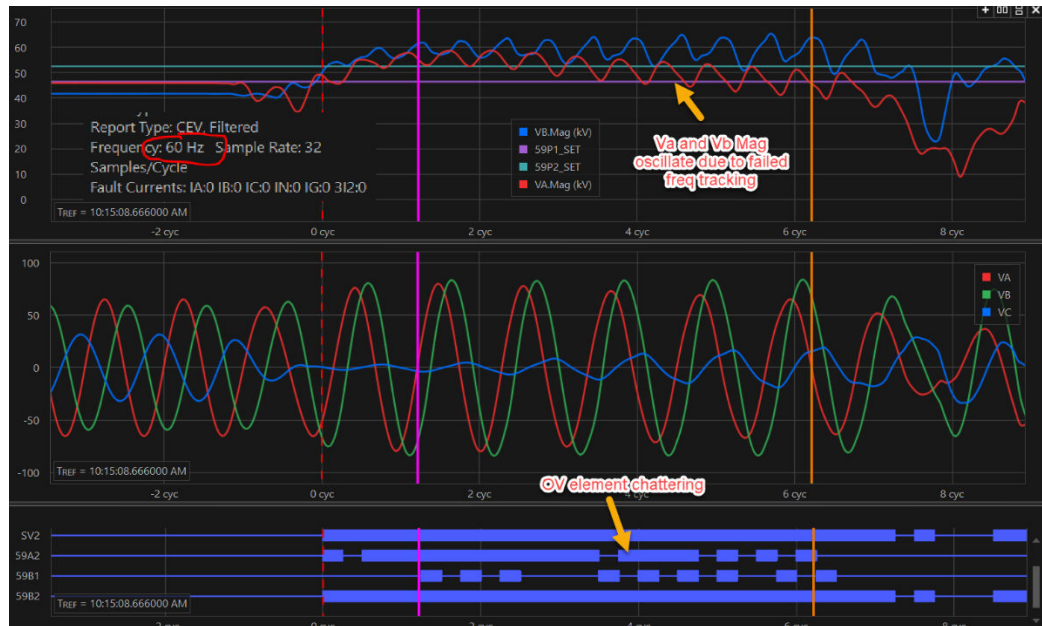 70
60
50
40
30
20
10
0
Report Type: CEV, Filtered
Frequency: 60 Hz Sample Rate: 32
Samples/Cycle
Fault Currents: IA:0 IB:0 IC:0 IN:0 IG:0 3I2:0
VB.Mag (kV)
59P1_SET
59P2_SET
VA.Mag (kV)
Va and Vb Mag
oscillate due to failed
freq tracking
TREF = 10:15:08.666000 AM
-2 cyc 0 cyc 2 cyc 4 cyc 6 cyc 8 cyc
100
50
0
-50
-100
VA
VB
VC
TREF = 10:15:08.666000 AM
-2 cyc 0 cyc 2 cyc 4 cyc 6 cyc 8 cyc
OV element chattering
SV2
59A2
59B1
59B2
TREF = 10:15:08.666000 AM